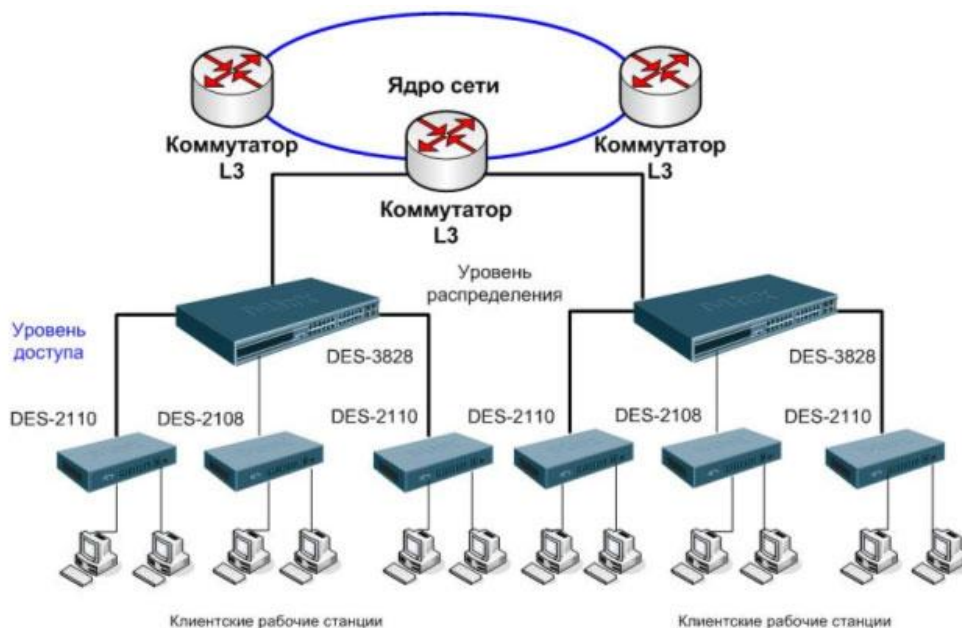 Ядро сети
Коммутатор
L3
Коммутатор
L3
Коммутатор
L3
Уровень
распределения
Уровень
доступа
DES-3828
DES-3828
DES-2110
DES-2108
DES-2110
DES-2110
DES-2108
DES-2110
Клиентские рабочие станции
Клиентские рабочие станции